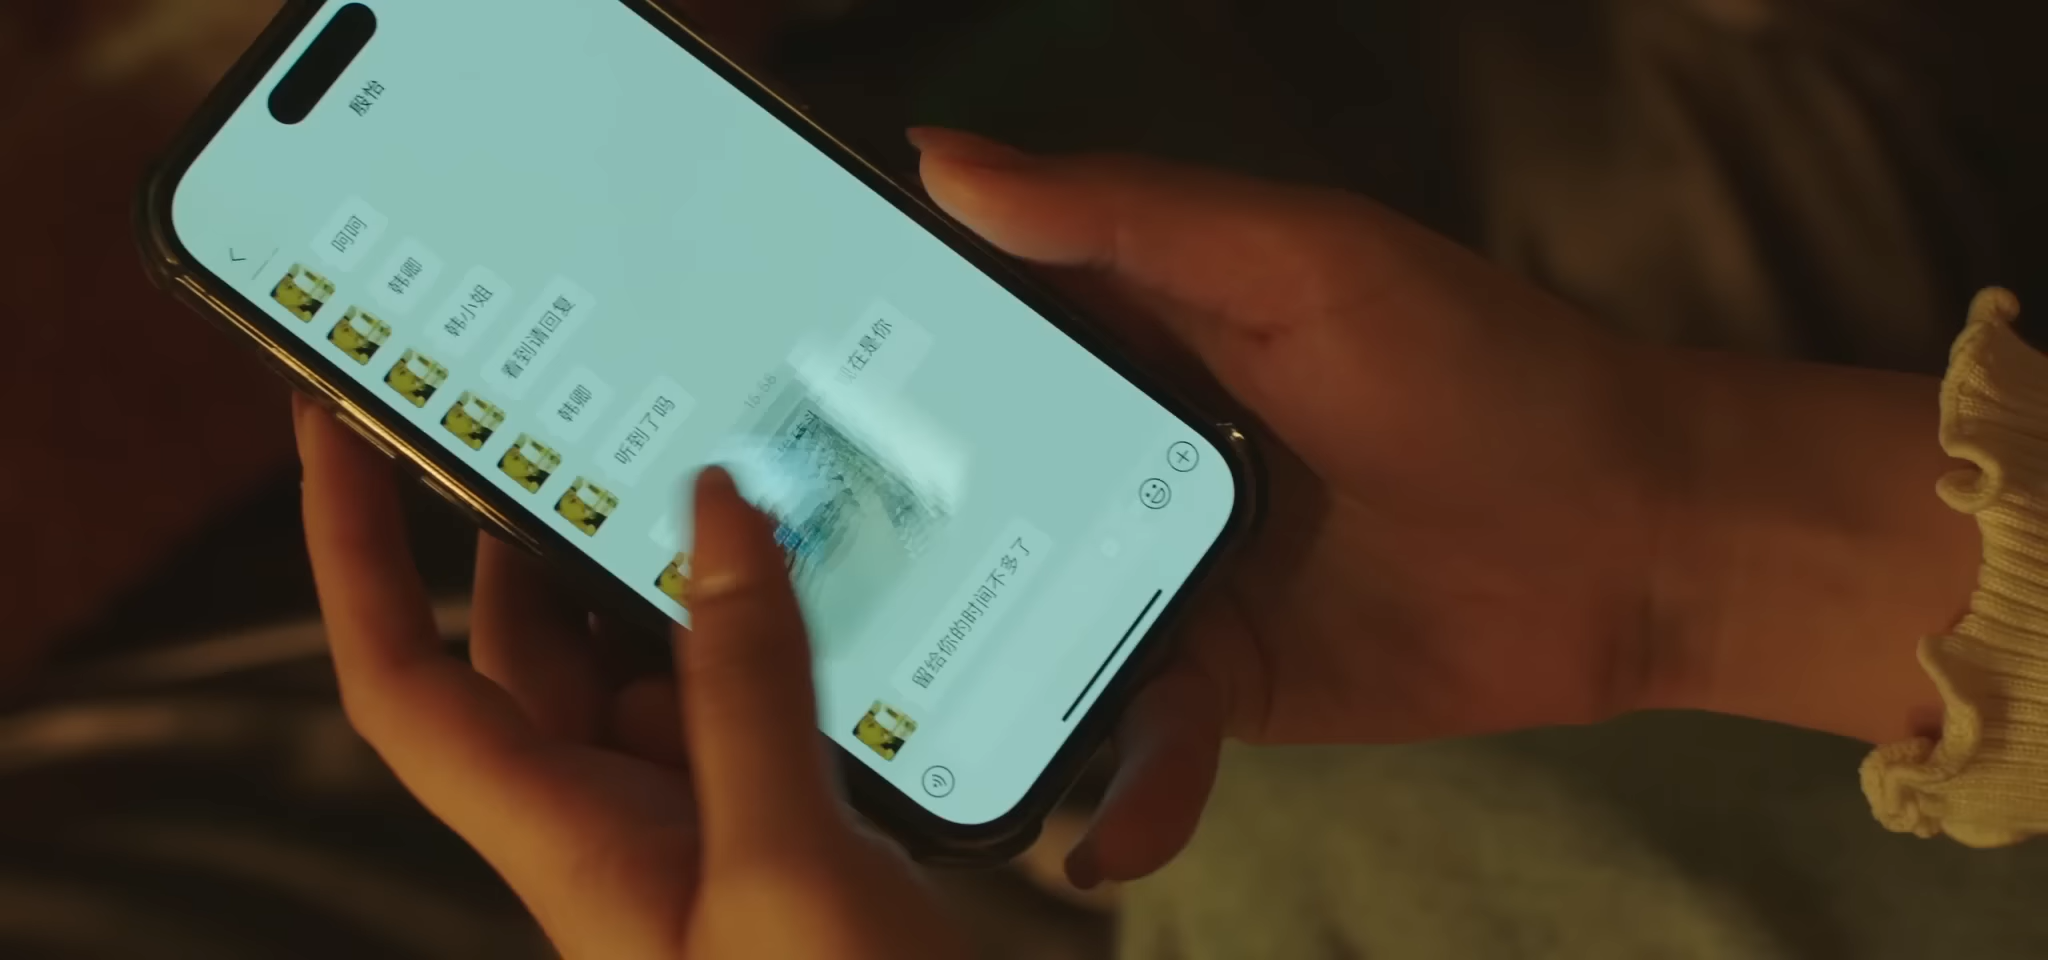 殷怡
呵呵
韩卿
韩小姐
看到请回复
韩卿
听到了吗
在是你
留给你的时间不多了